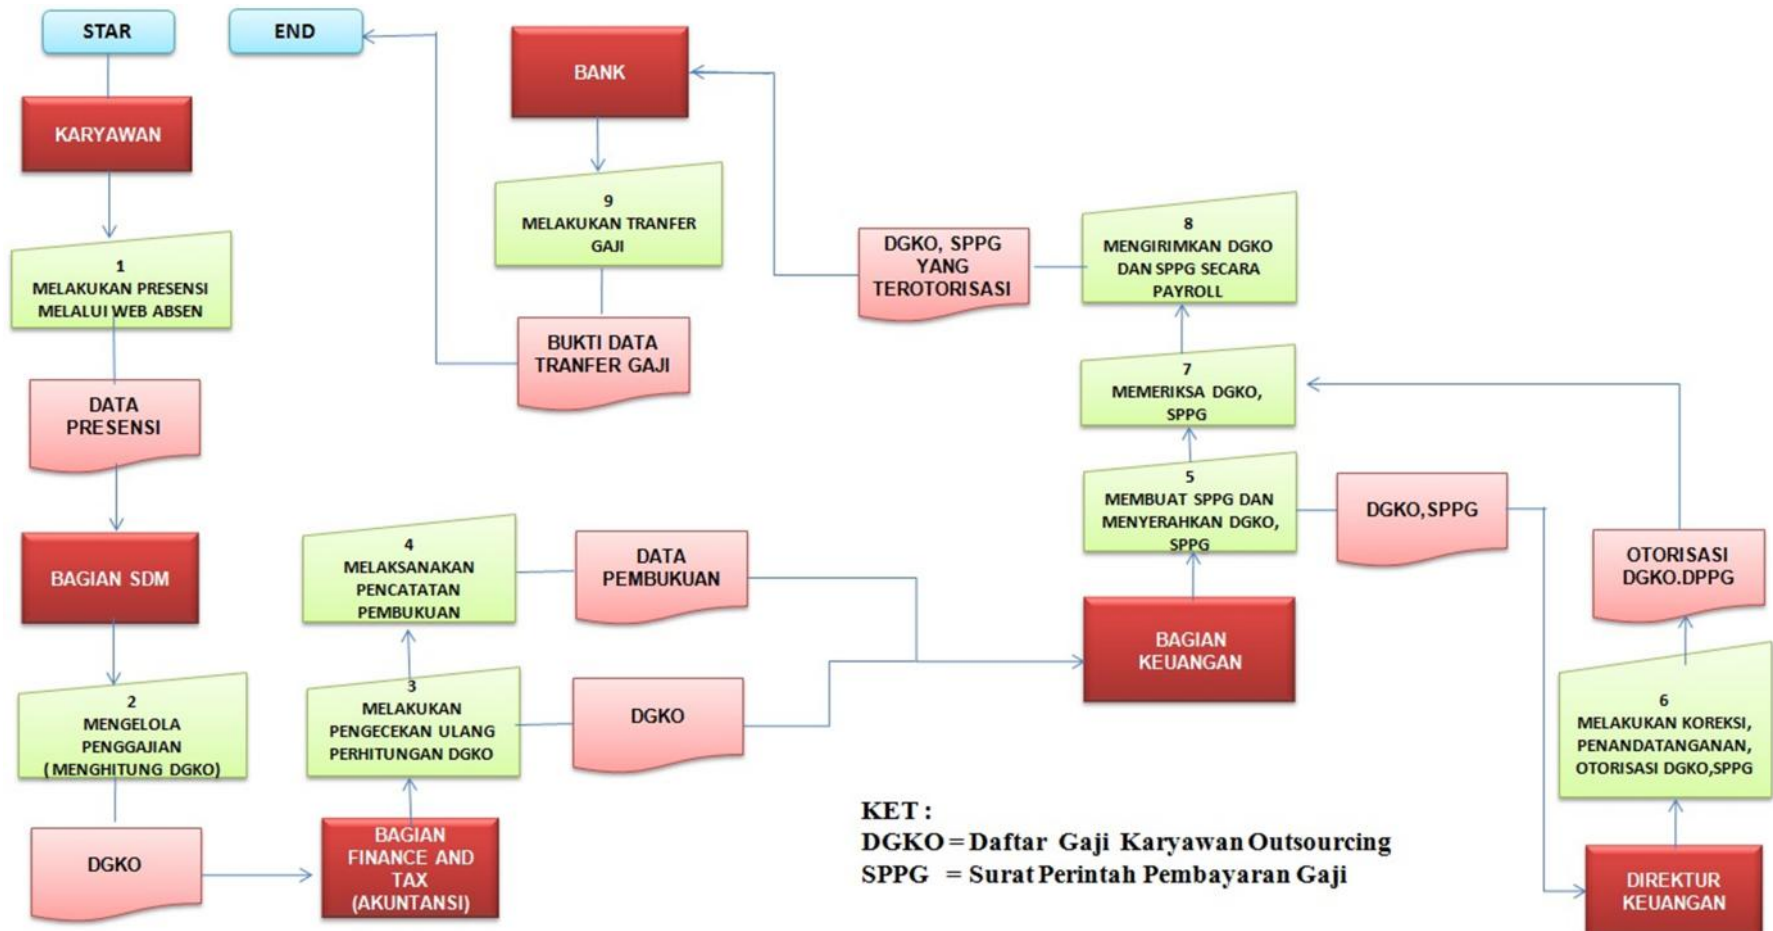 STAR
KARYAWAN
1
MELAKUKAN PRESENSI
MELALUI WEB ABSEN
DATA
PRESENSI
BAGIAN SDM
2
MENGELOLA
PENGGAJIAN
( MENGHITUNG DGKO)
DGKO
BAGIAN
FINANCE AND
TAX
(AKUNTANSI)
3
MELAKUKAN
PENGECEKAN ULANG
PERHITUNGAN DGKO
DGKO
4
MELAKSANAKAN
PENCATATAN
PEMBUKUAN
DATA
PEMBUKUAN
BAGIAN
KEUANGAN
5
MEMBUAT SPPG DAN
MENYERAHKAN DGKO,
SPPG
DGKO,SPPG
DIREKTUR
KEUANGAN
6
MELAKUKAN KOREKSI,
PENANDATANGANAN,
OTORISASI DGKO,SPPG
OTORISASI
DGKO.DPPG
7
MEMERIKSA DGKO,
SPPG
8
MENGIRIMKAN DGKO
DAN SPPG SECARA
PAYROLL
DGKO, SPPG
YANG
TEROTORISASI
BANK
9
MELAKUKAN TRANFER
GAJI
BUKTI DATA
TRANFER GAJI
END
KET :
DGKO = Daftar Gaji Karyawan Outsourcing
SPPG = Surat Perintah Pembayaran Gaji